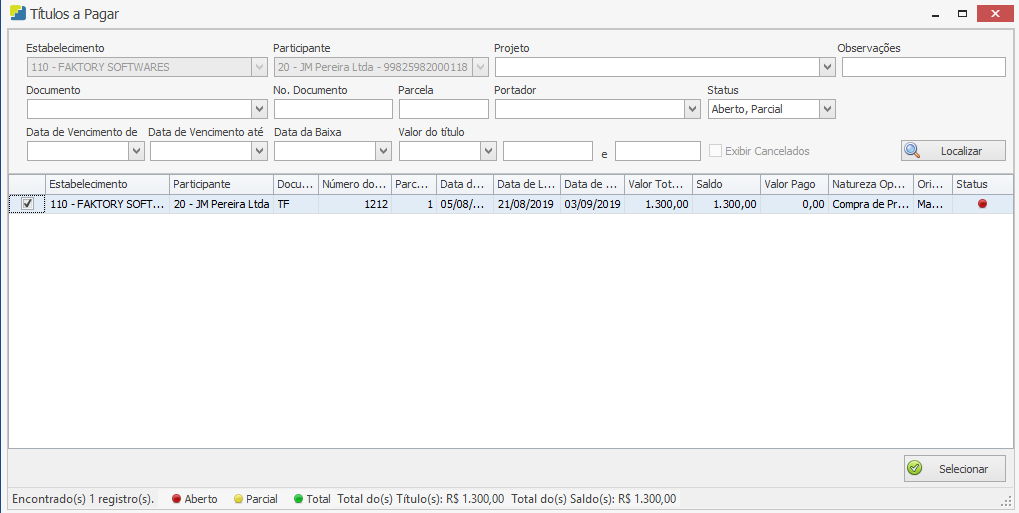 Títulos a Pagar
Estabelecimento Participante Projeto Observações
110 - FAKTORY SOFTWARES 20 - JM Pereira Ltda - 99825982000118
Documento No. Documento Parcela Portador Status
Aberto, Parcial
Data de Vencimento de Data de Vencimento até Data da Baixa Valor do título
e Exibir Cancelados Localizar
Estabelecimento Participante Docu... Número do... Parc... Data d... Data de L... Data de ... Valor Tot... Saldo Valor Pago Natureza Op... Ori... Status
110 - FAKTORY SOFT... 20 - JM Pereira Ltda TF 1212 1 05/08/... 21/08/2019 03/09/2019 1.300,00 1.300,00 0,00 Compra de Pr... Ma...
Selecionar
Encontrado(s) 1 registro(s). Aberto Parcial Total Total do(s) Título(s): R$ 1.300,00 Total do(s) Saldo(s): R$ 1.300,00